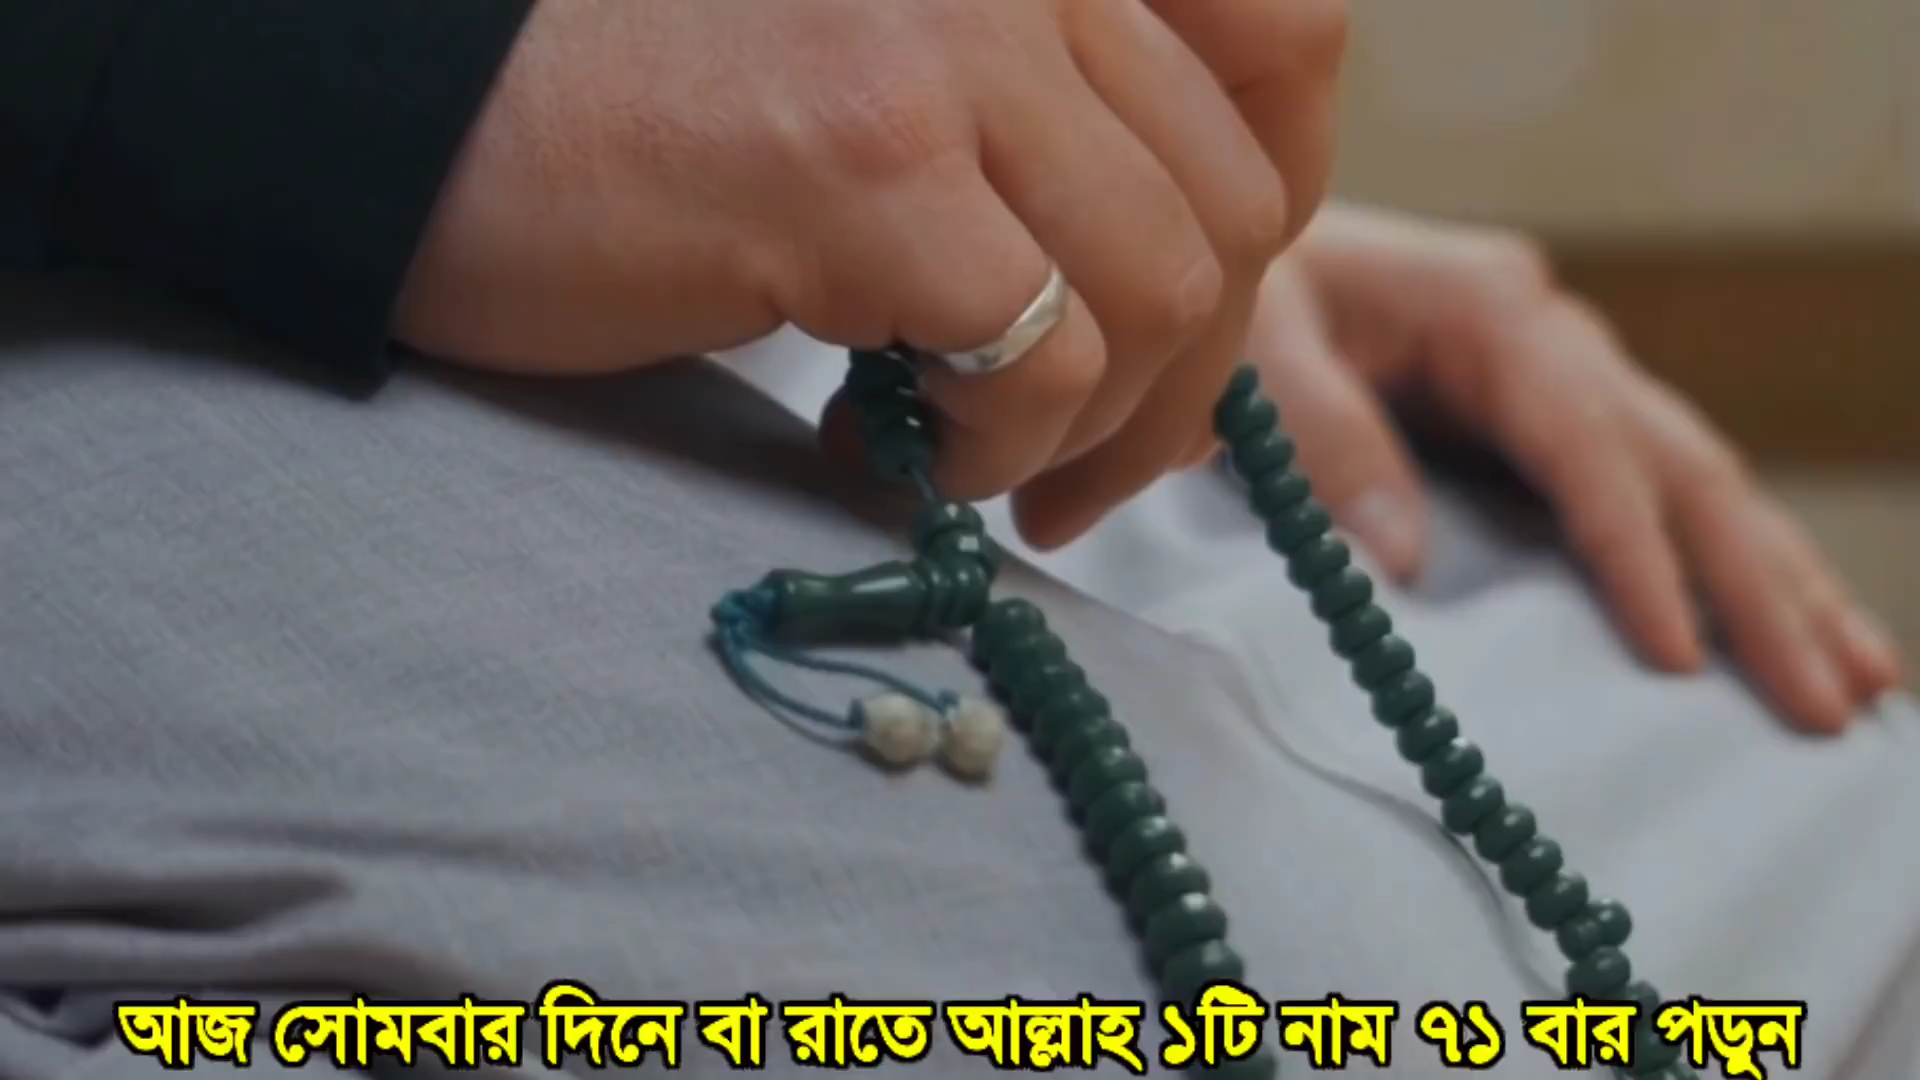 আজ সোমবার দিনে বা রাতে আল্লাহ ১টি নাম ৭১ বার পড়ুন